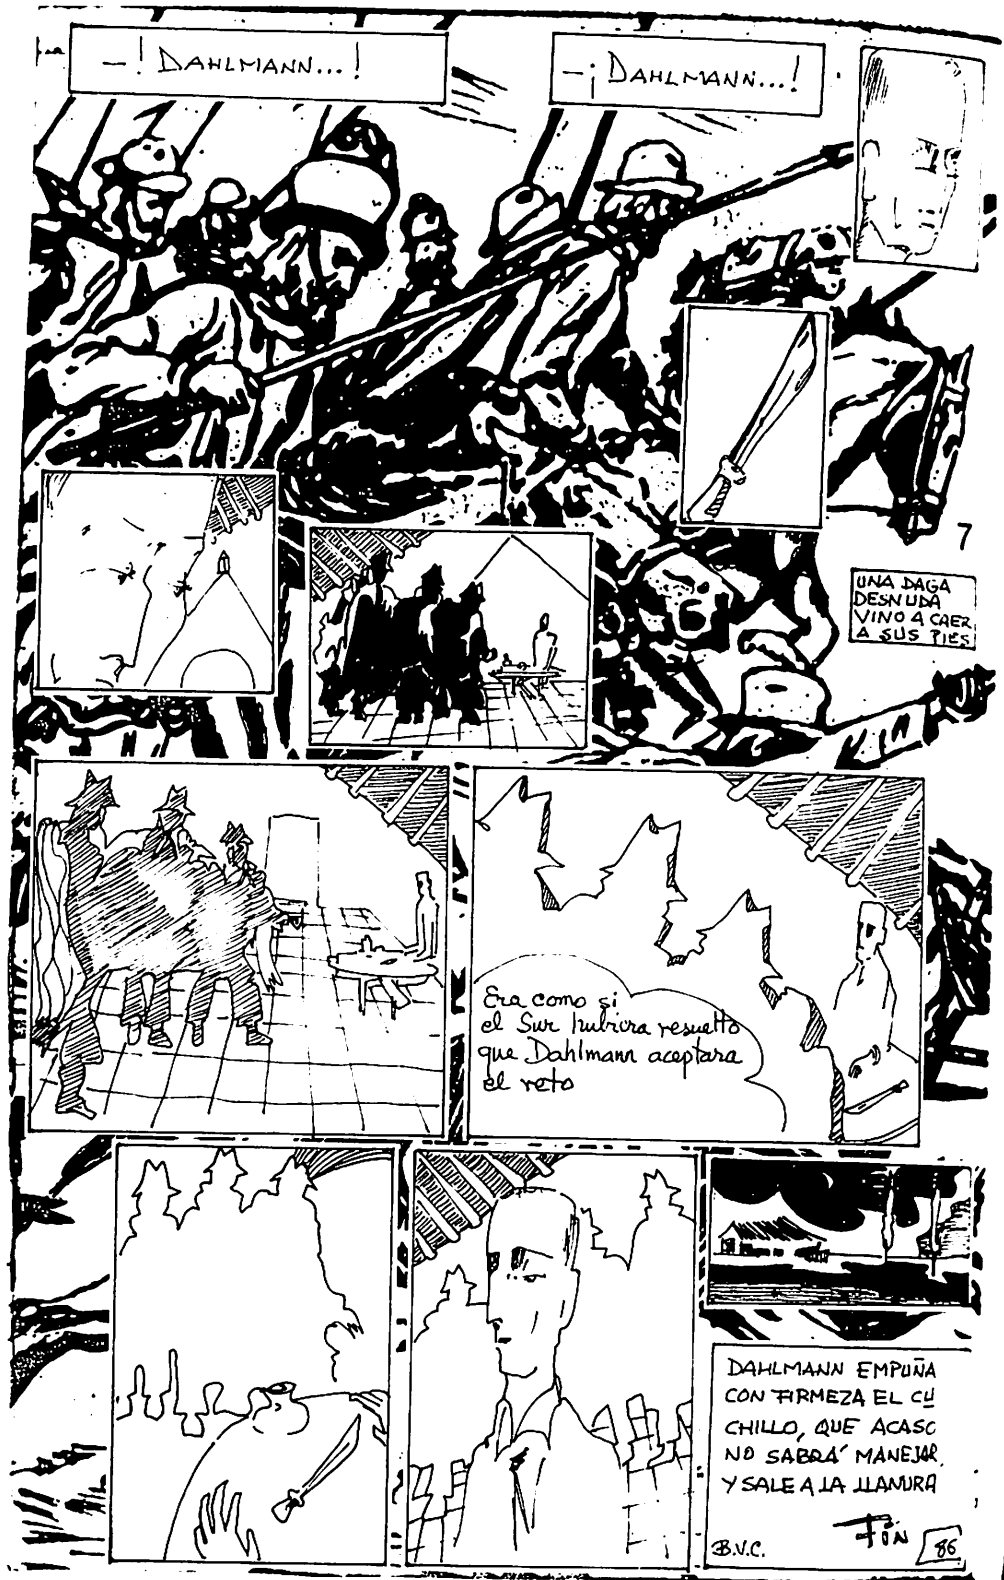 –! DAHLMANN...!
–¡ DAHLMANN...!
7
UNA DAGA
DESNUDA
VINO A CAER
A SUS PIES
Era como si
el Sur hubiera resuelto
que Dahlmann aceptara
el reto
DAHLMANN EMPUÑA
CON FIRMEZA EL CU
CHILLO, QUE ACASO
NO SABRÁ MANEJAR,
Y SALE A LA LLANURA
Fin
B.V.C.
86